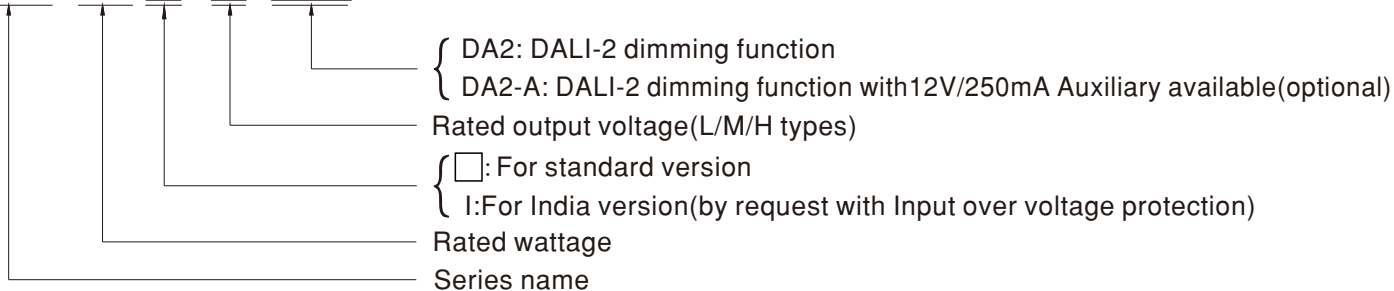 DA2: DALI-2 dimming function
DA2-A: DALI-2 dimming function with12V/250mA Auxiliary available(optional)
Rated output voltage(L/M/H types)
: For standard version
I:For India version(by request with Input over voltage protection)
Rated wattage
Series name